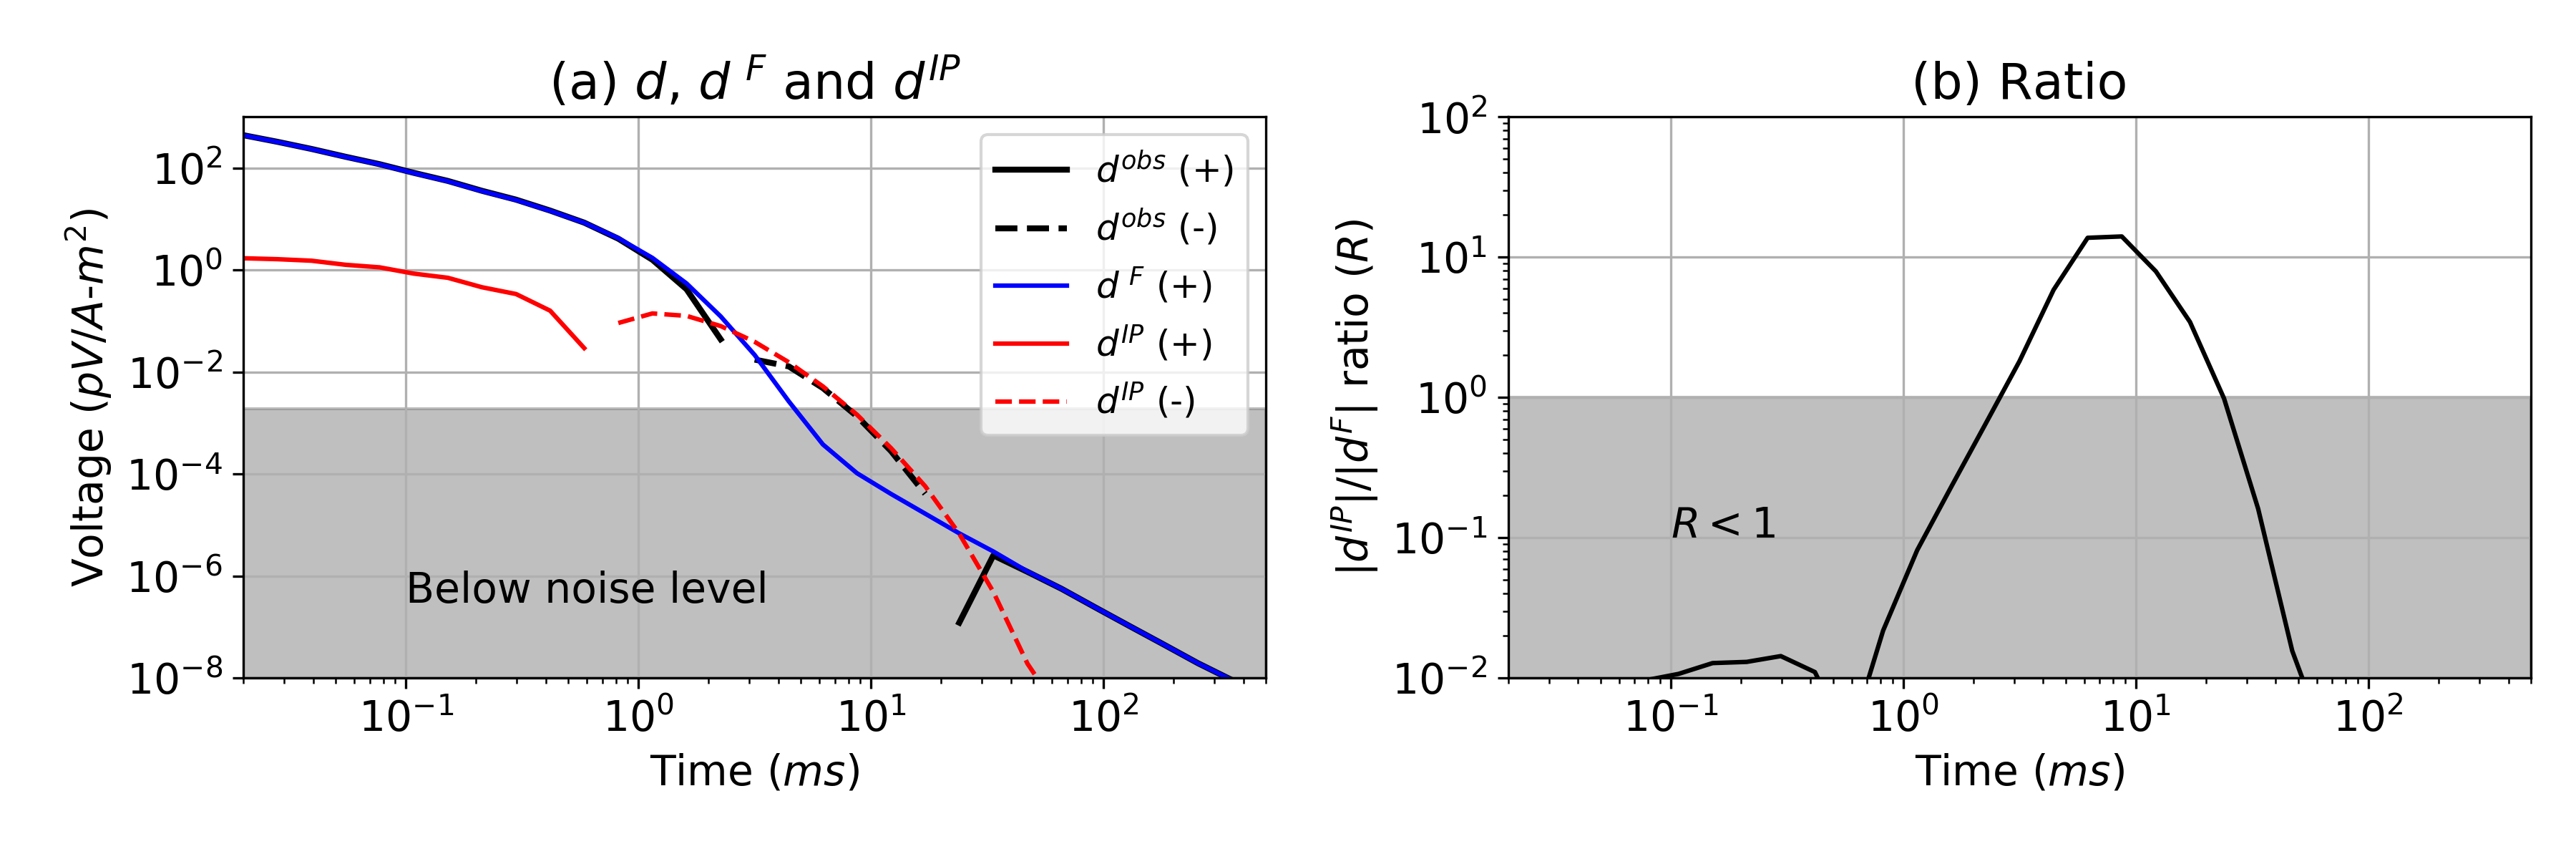 (a) d, d F and dIP
Voltage (pV/A-m²)
10²
10⁰
10⁻²
10⁻⁴
10⁻⁶
10⁻⁸
dobs (+)
dobs (-)
d F (+)
dIP (+)
dIP (-)
Below noise level
10⁻¹
10⁰
10¹
10²
Time (ms)
(b) Ratio
|dIP|/|dF| ratio (R)
10²
10¹
10⁰
10⁻¹
10⁻²
R < 1
10⁻¹
10⁰
10¹
10²
Time (ms)